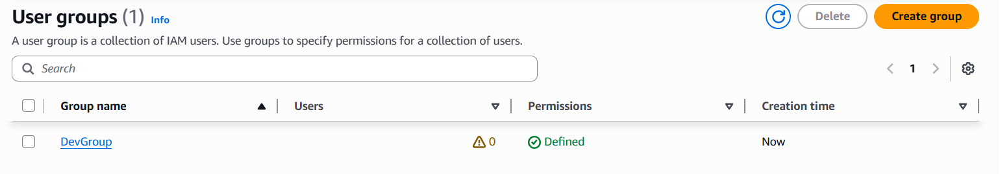 User groups (1) Info
Delete
Create group
A user group is a collection of IAM users. Use groups to specify permissions for a collection of users.
Search
1
Group name Users Permissions Creation time
DevGroup 0 Defined Now